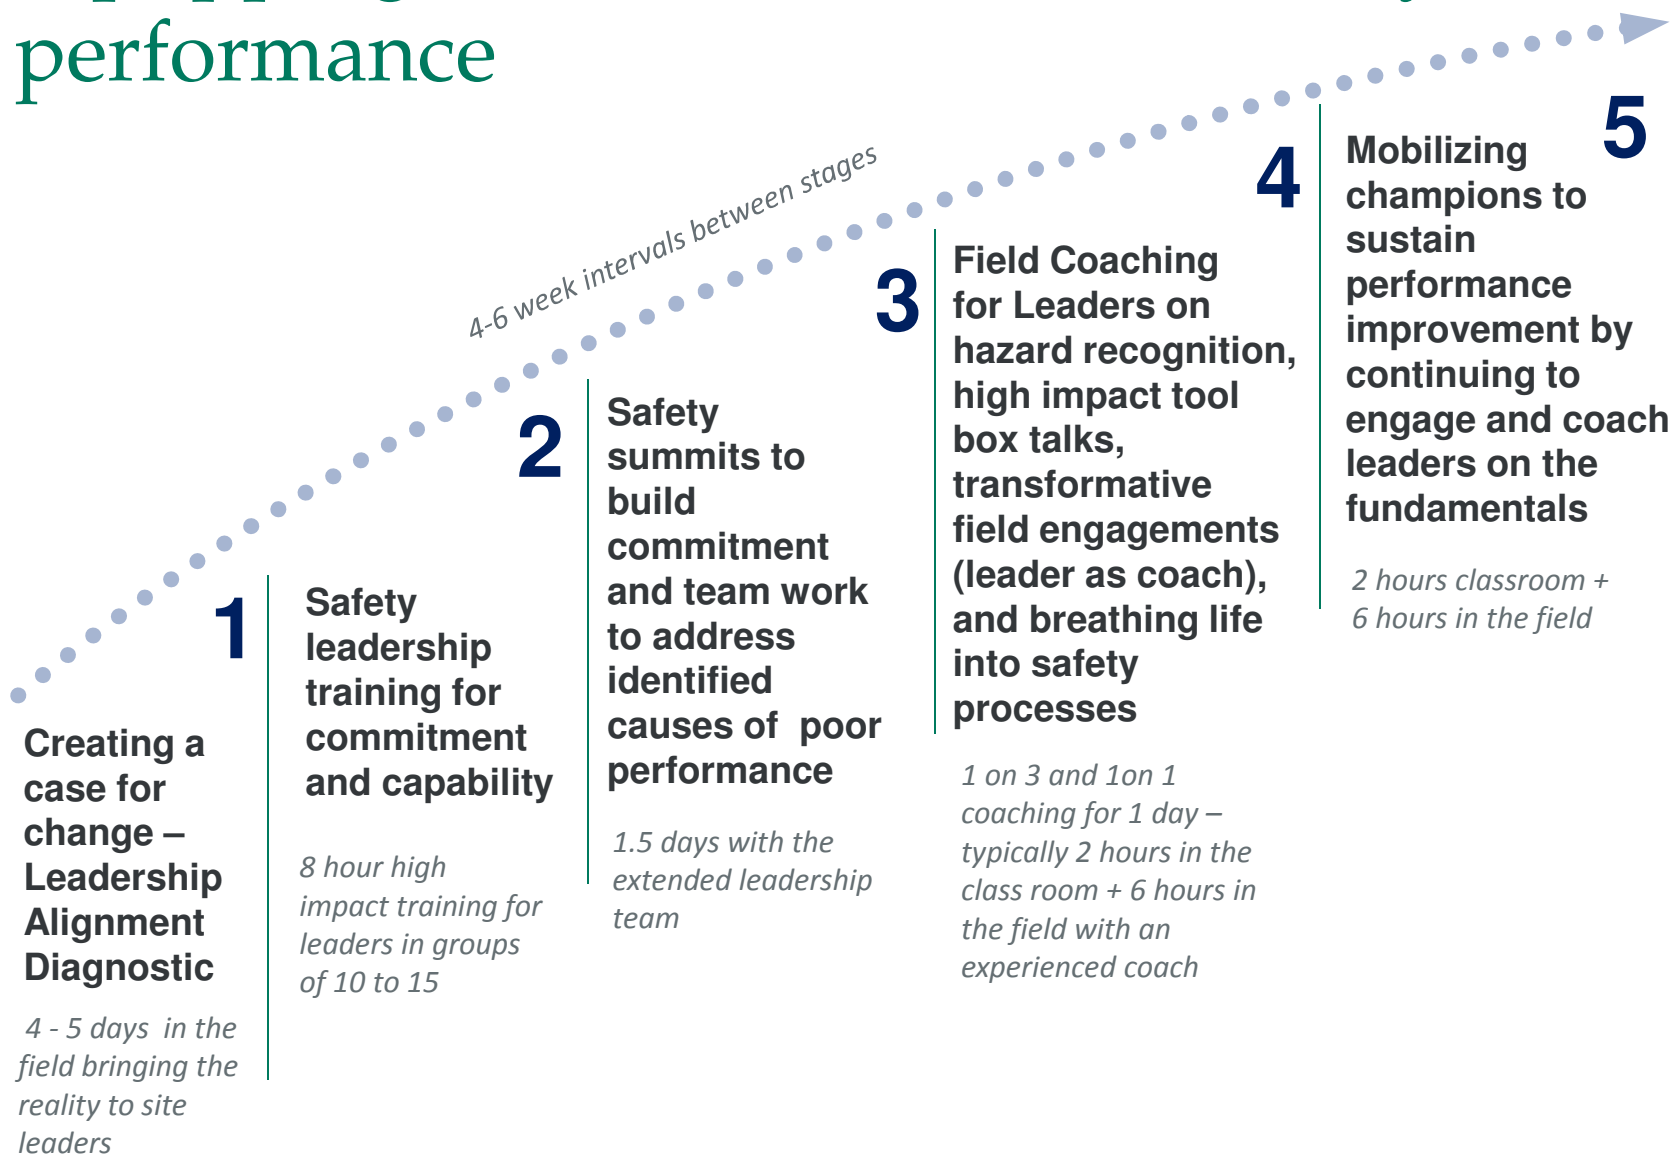 performance
4-6 week intervals between stages
1
Creating a
case for
change –
Leadership
Alignment
Diagnostic
4 - 5 days  in the
field bringing the
reality to site
leaders
2
Safety
leadership
training for
commitment
and capability
8 hour high
impact training for
leaders in groups
of 10 to 15
3
Safety
summits to
build
commitment
and team work
to address
identified
causes of  poor
performance
1.5 days with the
extended leadership
team
4
Field Coaching
for Leaders on
hazard recognition,
high impact tool
box talks,
transformative
field engagements
(leader as coach),
and breathing life
into safety
processes
1 on 3 and 1on 1
coaching for 1 day –
typically 2 hours in the
class room + 6 hours in
the field with an
experienced coach
5
Mobilizing
champions to
sustain
performance
improvement by
continuing to
engage and coach
leaders on the
fundamentals
2 hours classroom +
6 hours in the field